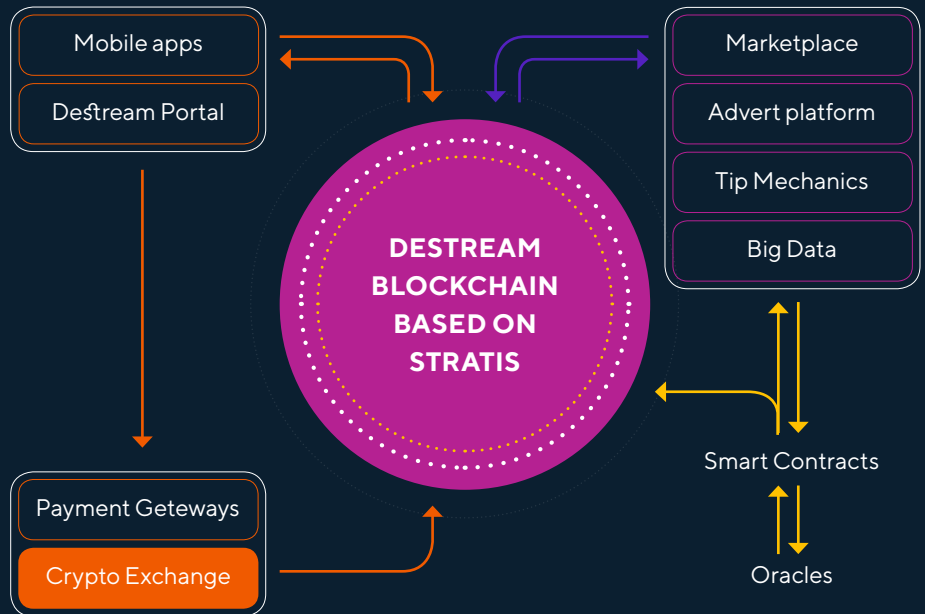 Mobile apps
Destream Portal
DESTREAM
BLOCKCHAIN
BASED ON
STRATIS
Marketplace
Advert platform
Tip Mechanics
Big Data
Payment Geteways
Crypto Exchange
Smart Contracts
Oracles